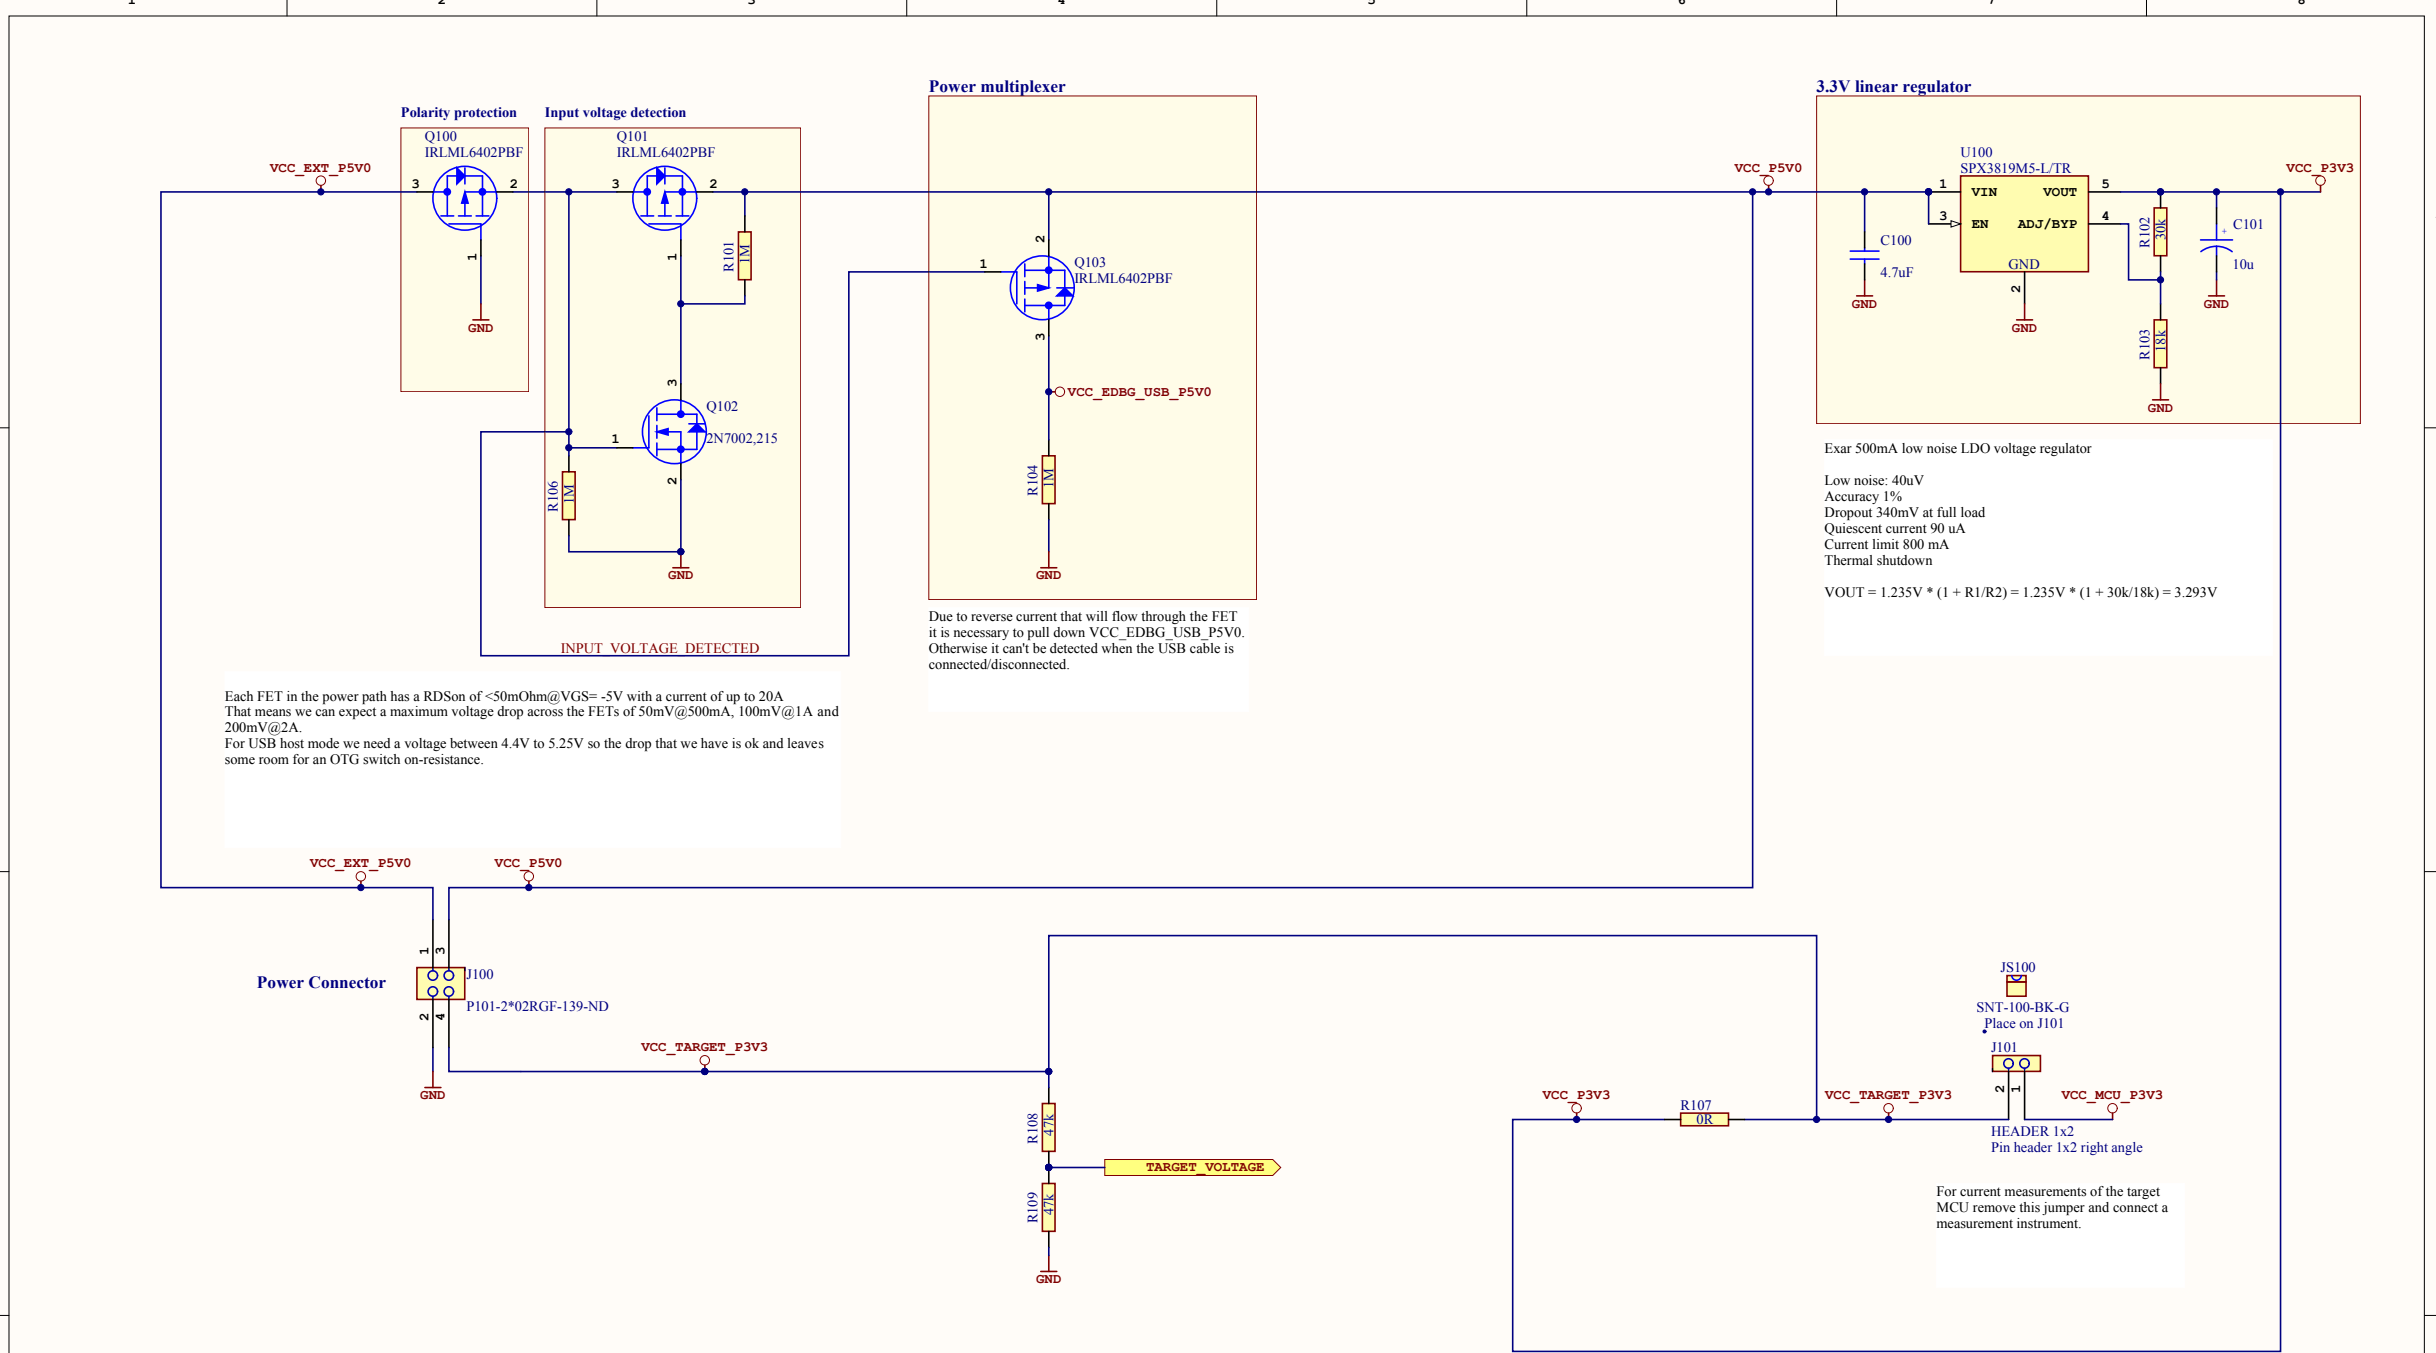 1 2 3 4 5 6 7 8
Power multiplexer
3.3V linear regulator
Polarity protection
Input voltage detection
Q100
IRLML6402PBF
Q101
IRLML6402PBF
VCC_EXT_P5V0
3
2
1
GND
3
2
1
R101
1M
3
Q102
2N7002,215
1
2
R106
1M
GND
INPUT_VOLTAGE_DETECTED
2
1
Q103
IRLML6402PBF
3
VCC_EDBG_USB_P5V0
R104
1M
GND
Due to reverse current that will flow through the FET
it is necessary to pull down VCC_EDBG_USB_P5V0.
Otherwise it can't be detected when the USB cable is
connected/disconnected.
VCC_P5V0
U100
SPX3819M5-L/TR
VCC_P3V3
1
VIN
VOUT
5
3
EN
ADJ/BYP
4
GND
2
GND
C100
4.7uF
GND
R102
30k
C101
+
10u
GND
R103
18k
GND
Exar 500mA low noise LDO voltage regulator
Low noise: 40uV
Accuracy 1%
Dropout 340mV at full load
Quiescent current 90 uA
Current limit 800 mA
Thermal shutdown
VOUT = 1.235V * (1 + R1/R2) = 1.235V * (1 + 30k/18k) = 3.293V
Each FET in the power path has a RDSon of <50mOhm@VGS= -5V with a current of up to 20A
That means we can expect a maximum voltage drop across the FETs of 50mV@500mA, 100mV@1A and
200mV@2A.
For USB host mode we need a voltage between 4.4V to 5.25V so the drop that we have is ok and leaves
some room for an OTG switch on-resistance.
VCC_EXT_P5V0
VCC_P5V0
1
3
Power Connector
J100
P101-2*02RGF-139-ND
2
4
GND
VCC_TARGET_P3V3
R108
47k
TARGET_VOLTAGE
R109
47k
GND
VCC_P3V3
R107
0R
VCC_TARGET_P3V3
JS100
SNT-100-BK-G
Place on J101
J101
2
1
VCC_MCU_P3V3
HEADER 1x2
Pin header 1x2 right angle
For current measurements of the target
MCU remove this jumper and connect a
measurement instrument.